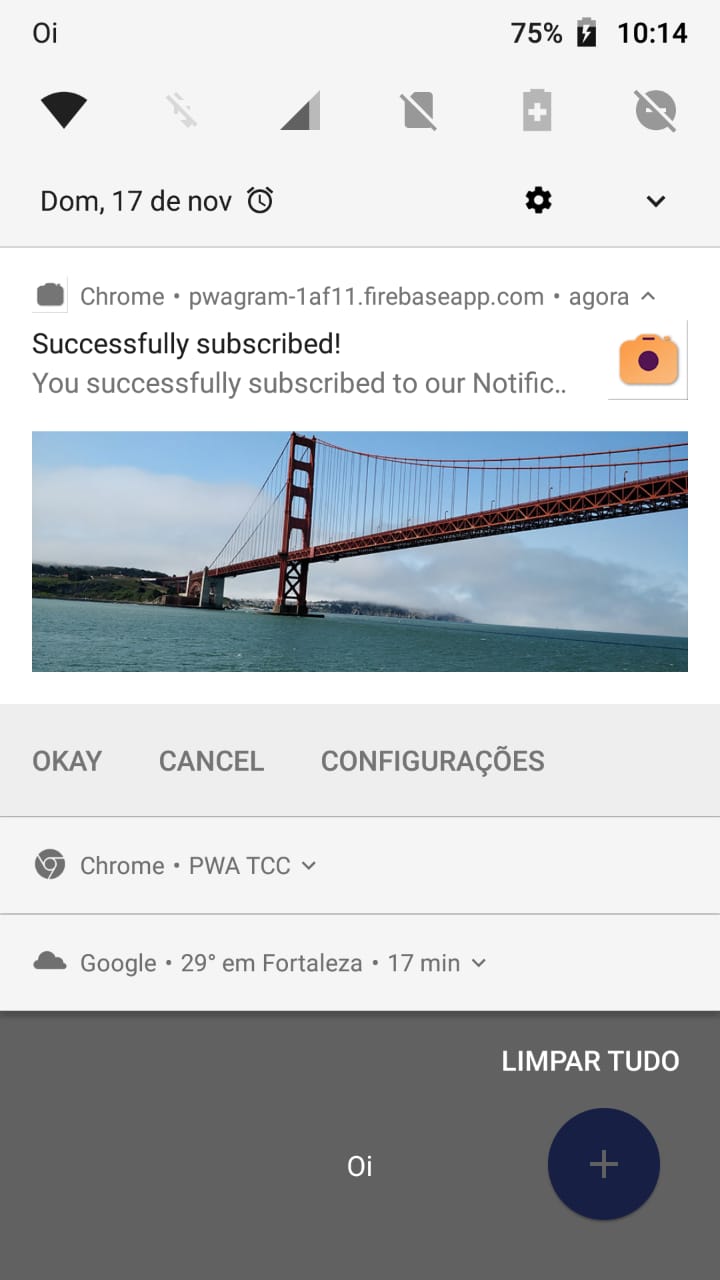 Oi 75% 10:14
Dom, 17 de nov
Chrome • pwagram-1af11.firebaseapp.com • agora
Successfully subscribed!
You successfully subscribed to our Notific..
OKAY CANCEL CONFIGURAÇÕES
Chrome • PWA TCC
Google • 29° em Fortaleza • 17 min
LIMPAR TUDO
Oi